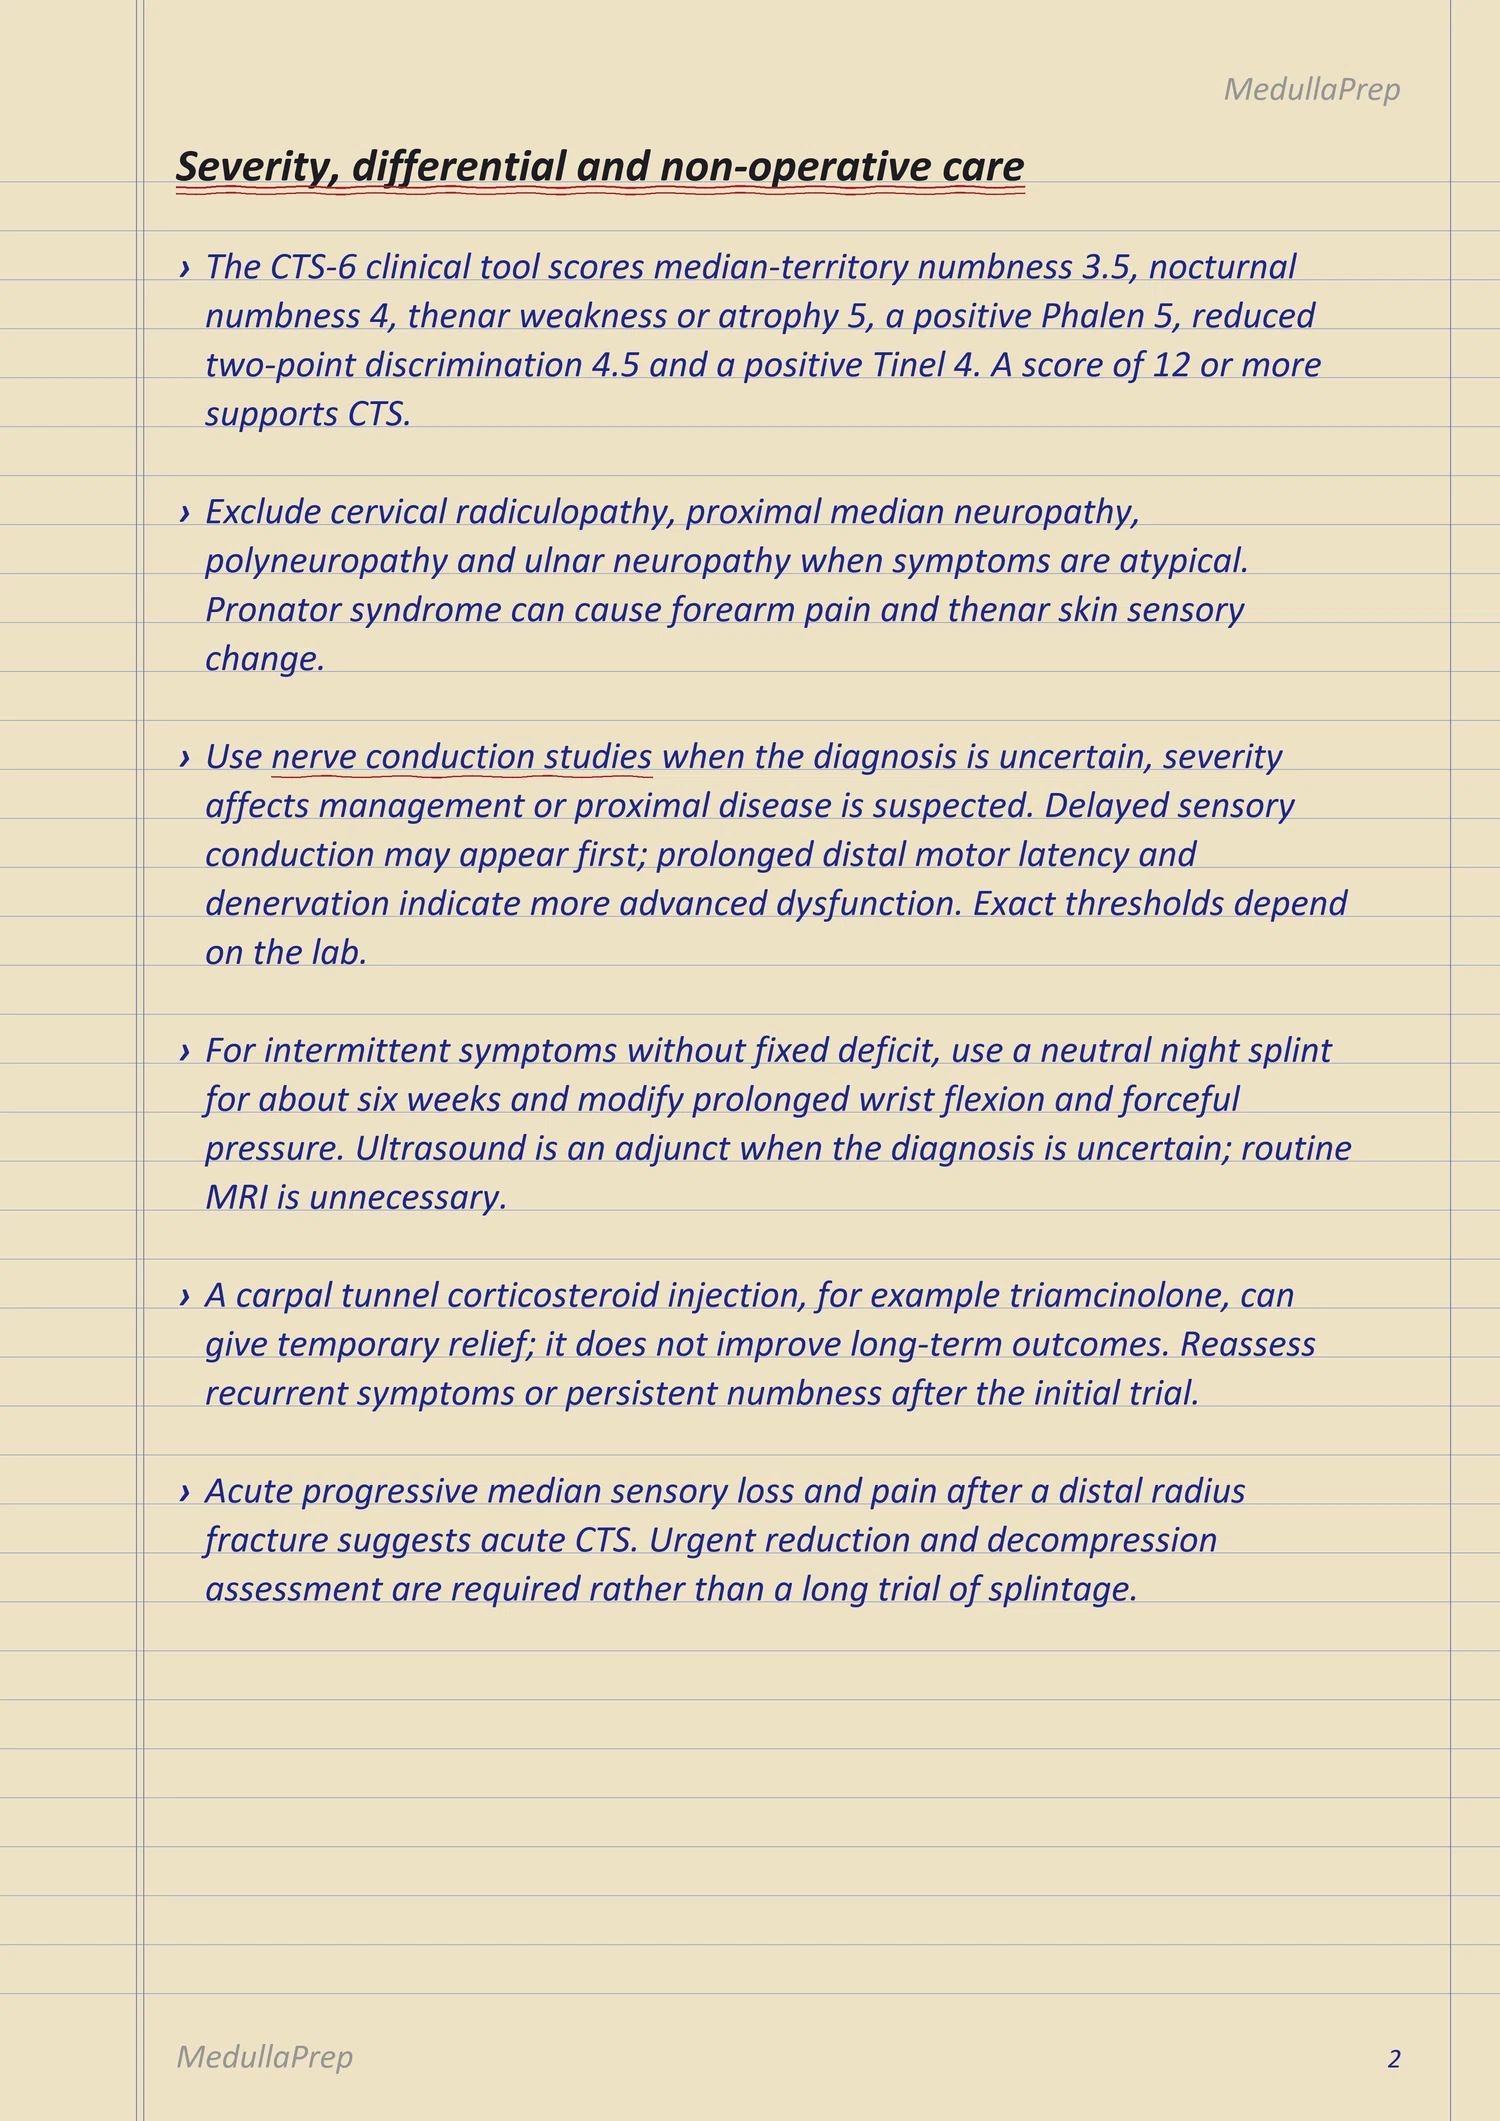 MedullaPrep
Severity, differential and non-operative care
› The CTS-6 clinical tool scores median-territory numbness 3.5, nocturnal
numbness 4, thenar weakness or atrophy 5, a positive Phalen 5, reduced
two-point discrimination 4.5 and a positive Tinel 4. A score of 12 or more
supports CTS.
› Exclude cervical radiculopathy, proximal median neuropathy,
polyneuropathy and ulnar neuropathy when symptoms are atypical.
Pronator syndrome can cause forearm pain and thenar skin sensory
change.
› Use nerve conduction studies when the diagnosis is uncertain, severity
affects management or proximal disease is suspected. Delayed sensory
conduction may appear first; prolonged distal motor latency and
denervation indicate more advanced dysfunction. Exact thresholds depend
on the lab.
› For intermittent symptoms without fixed deficit, use a neutral night splint
for about six weeks and modify prolonged wrist flexion and forceful
pressure. Ultrasound is an adjunct when the diagnosis is uncertain; routine
MRI is unnecessary.
› A carpal tunnel corticosteroid injection, for example triamcinolone, can
give temporary relief; it does not improve long-term outcomes. Reassess
recurrent symptoms or persistent numbness after the initial trial.
› Acute progressive median sensory loss and pain after a distal radius
fracture suggests acute CTS. Urgent reduction and decompression
assessment are required rather than a long trial of splintage.
MedullaPrep
2